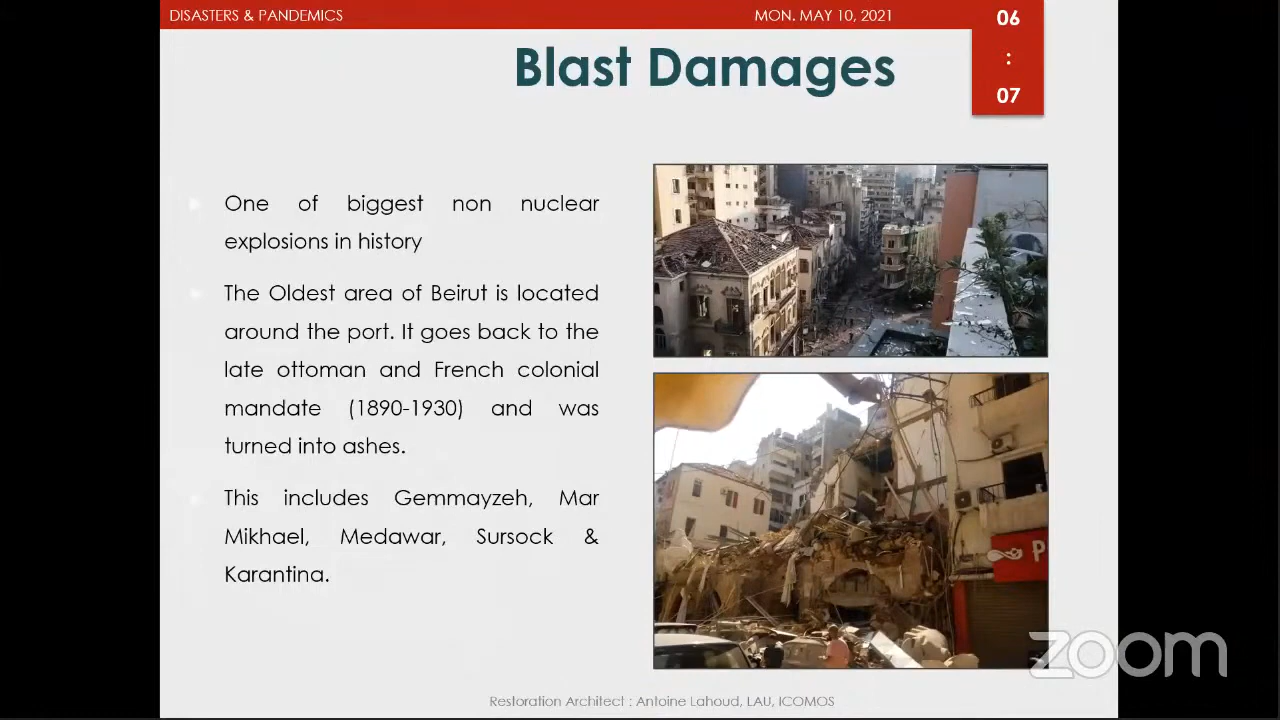 DISASTERS & PANDEMICS
MON. MAY 10, 2021
06
:
07
Blast Damages
One of biggest non nuclear
explosions in history
The Oldest area of Beirut is located
around the port. It goes back to the
late ottoman and French colonial
mandate (1890-1930) and was
turned into ashes.
This includes Gemmayzeh, Mar
Mikhael, Medawar, Sursock &
Karantina.
P
zoom
Restoration Architect : Antoine Lahoud, LAU, ICOMOS